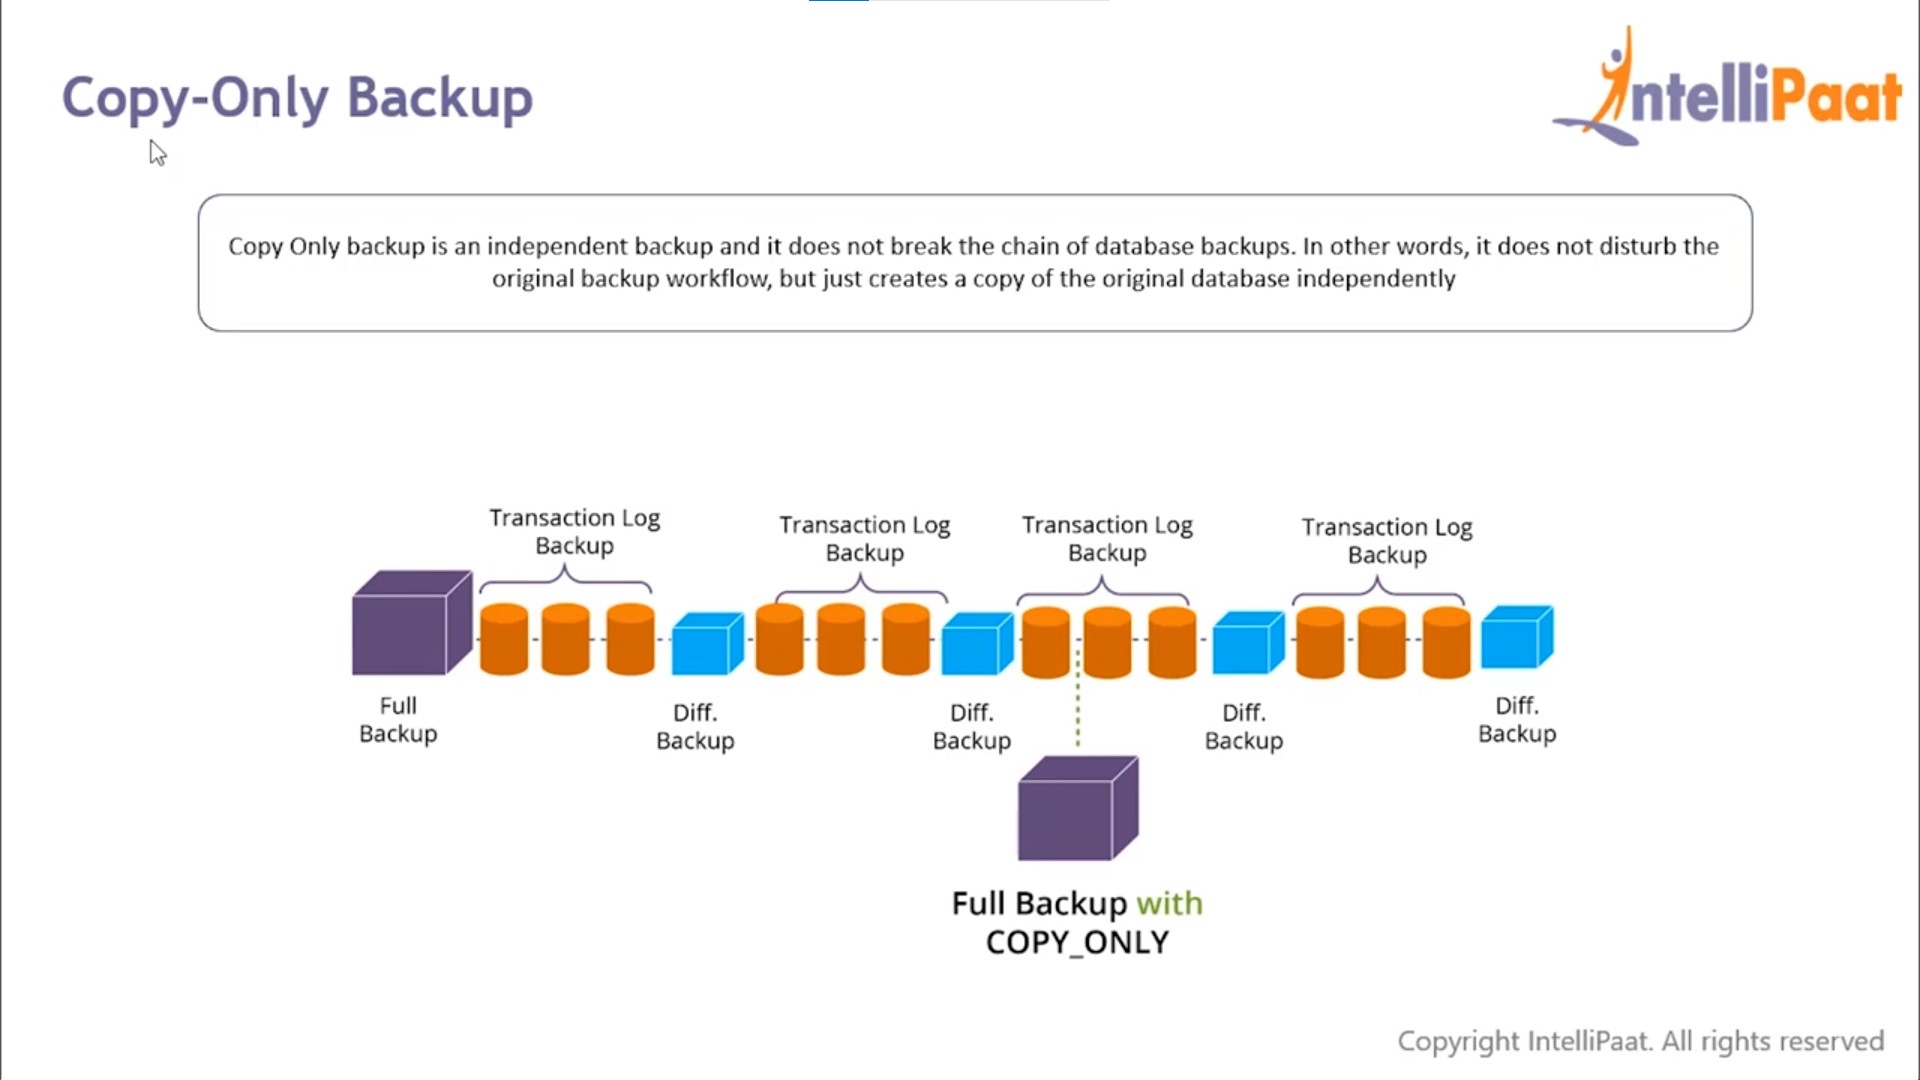 Copy-Only Backup
IntelliPaat
Copy Only backup is an independent backup and it does not break the chain of database backups. In other words, it does not disturb the
original backup workflow, but just creates a copy of the original database independently
Transaction Log
Backup
Transaction Log
Backup
Transaction Log
Backup
Transaction Log
Backup
Full
Backup
Diff.
Backup
Diff.
Backup
Diff.
Backup
Diff.
Backup
Full Backup with
COPY_ONLY
Copyright IntelliPaat. All rights reserved